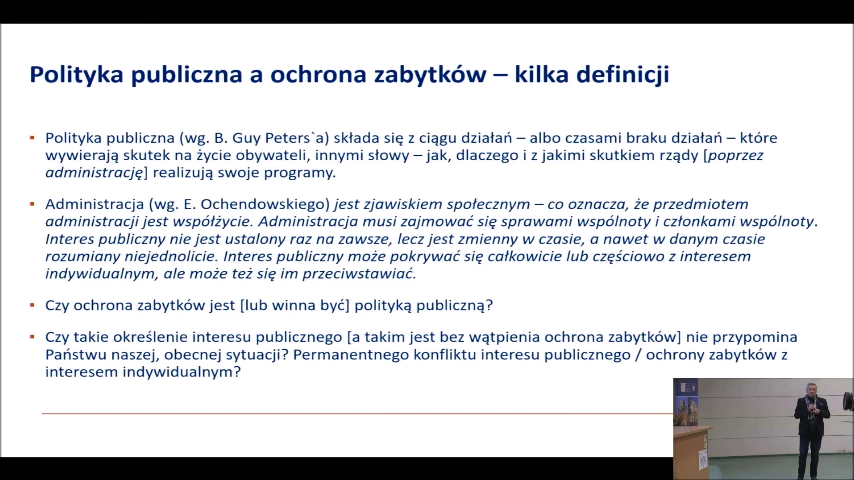 Polityka publiczna a ochrona zabytków – kilka definicji
Polityka publiczna (wg. B. Guy Peters`a) składa się z ciągu działań – albo czasami braku działań – które
wywierają skutek na życie obywateli, innymi słowy – jak, dlaczego i z jakimi skutkiem rządy [poprzez
administrację] realizują swoje programy.
Administracja (wg. E. Ochendowskiego) jest zjawiskiem społecznym – co oznacza, że przedmiotem
administracji jest współżycie. Administracja musi zajmować się sprawami wspólnoty i członkami wspólnoty.
Interes publiczny nie jest ustalony raz na zawsze, lecz jest zmienny w czasie, a nawet w danym czasie
rozumiany niejednolicie. Interes publiczny może pokrywać się całkowicie lub częściowo z interesem
indywidualnym, ale może też się im przeciwstawiać.
Czy ochrona zabytków jest [lub winna być] polityką publiczną?
Czy takie określenie interesu publicznego [a takim jest bez wątpienia ochrona zabytków] nie przypomina
Państwu naszej, obecnej sytuacji? Permanentnego konfliktu interesu publicznego / ochrony zabytków z
interesem indywidualnym?